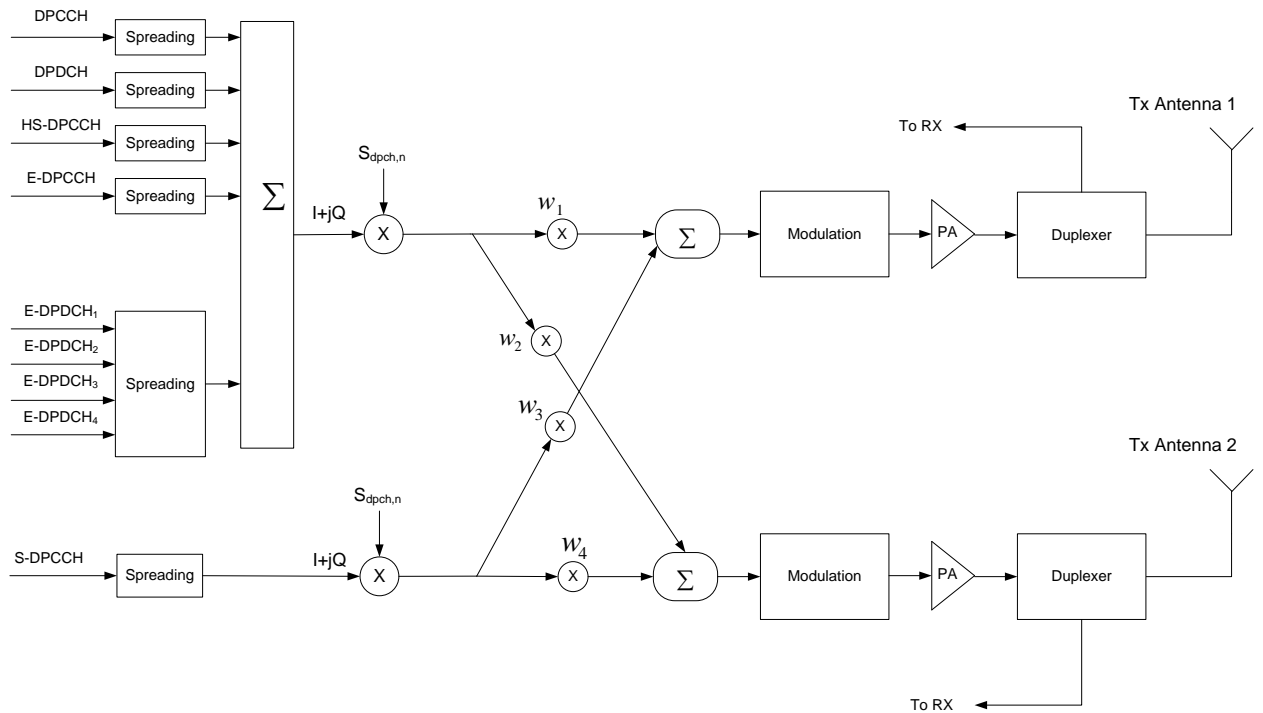 DPCCH
Spreading
DPDCH
Spreading
HS-DPCCH
Spreading
E-DPCCH
Spreading
Σ
I+jQ
S_dpch,n
X
w₁
X
Σ
Modulation
PA
Duplexer
To RX
Tx Antenna 1
w₂
X
w₃
X
E-DPDCH₁
E-DPDCH₂
E-DPDCH₃
E-DPDCH₄
Spreading
S-DPCCH
Spreading
I+jQ
S_dpch,n
X
w₄
X
Σ
Modulation
PA
Duplexer
To RX
Tx Antenna 2